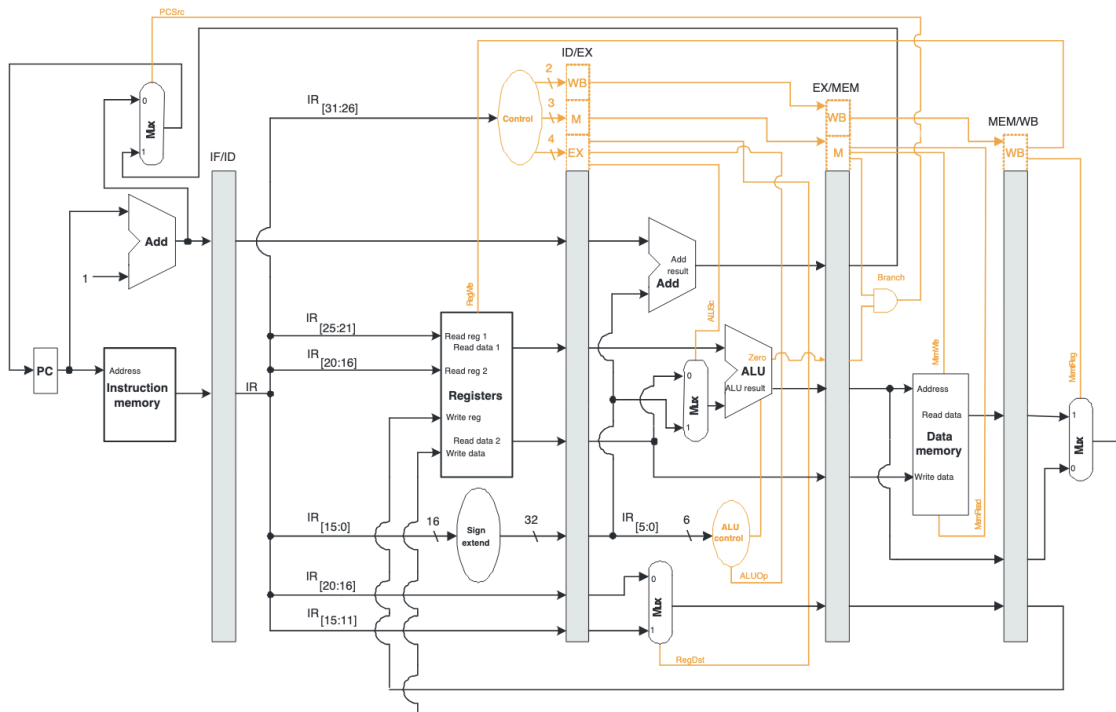 PCSrc
ID/EX
2
WB
EX/MEM
0
Mux
1
IR
[31:26]
Control
3
M
WB
MEM/WB
4
EX
M
WB
IF/ID
Add
1
Add
result
Add
Branch
IR
[25:21]
Read reg 1
Read data 1
IR
[20:16]
Read reg 2
Registers
Write reg
Read data 2
Write data
Zero
ALU
ALU result
0
Mux
1
PC
Address
Instruction
memory
IR
Address
Read data
Data
memory
Write data
MemRead
1
Mux
0
IR
[15:0]
16
Sign
extend
32
IR
[5:0]
6
ALU
control
ALUOp
IR
[20:16]
IR
[15:11]
0
Mux
1
RegDst